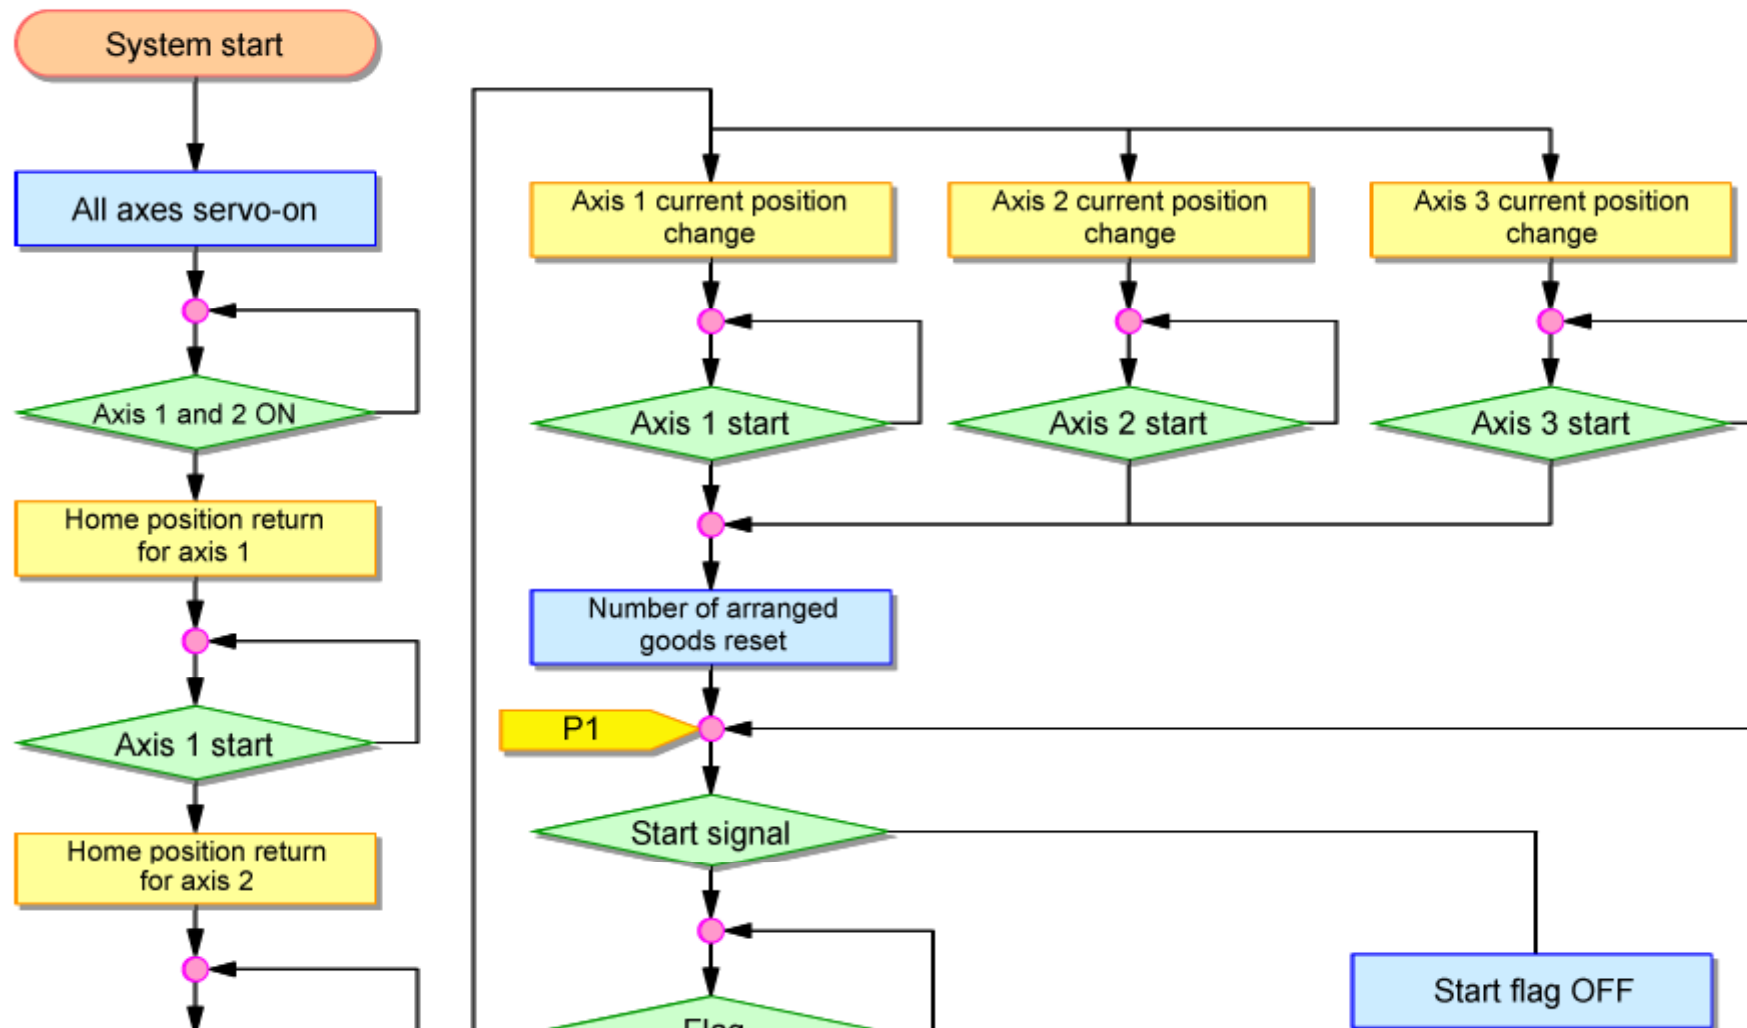 System start
All axes servo-on
Axis 1 and 2 ON
Home position return
for axis 1
Axis 1 start
Home position return
for axis 2
Axis 1 current position
change
Axis 2 current position
change
Axis 3 current position
change
Axis 1 start
Axis 2 start
Axis 3 start
Number of arranged
goods reset
P1
Start signal
Flag
Start flag OFF